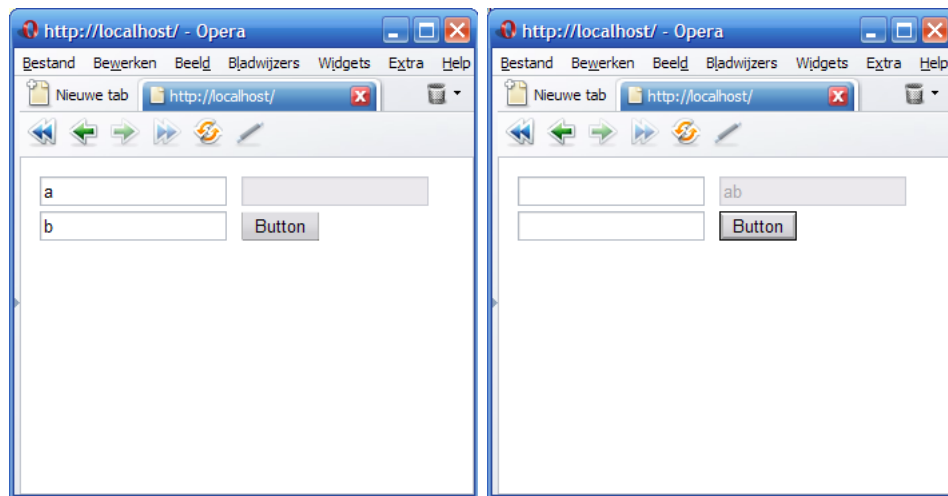 http://localhost/ - Opera
Bestand Bewerken Beeld Bladwijzers Widgets Extra Help
Nieuwe tab http://localhost/
a
b Button
http://localhost/ - Opera
Bestand Bewerken Beeld Bladwijzers Widgets Extra Help
Nieuwe tab http://localhost/
ab
Button